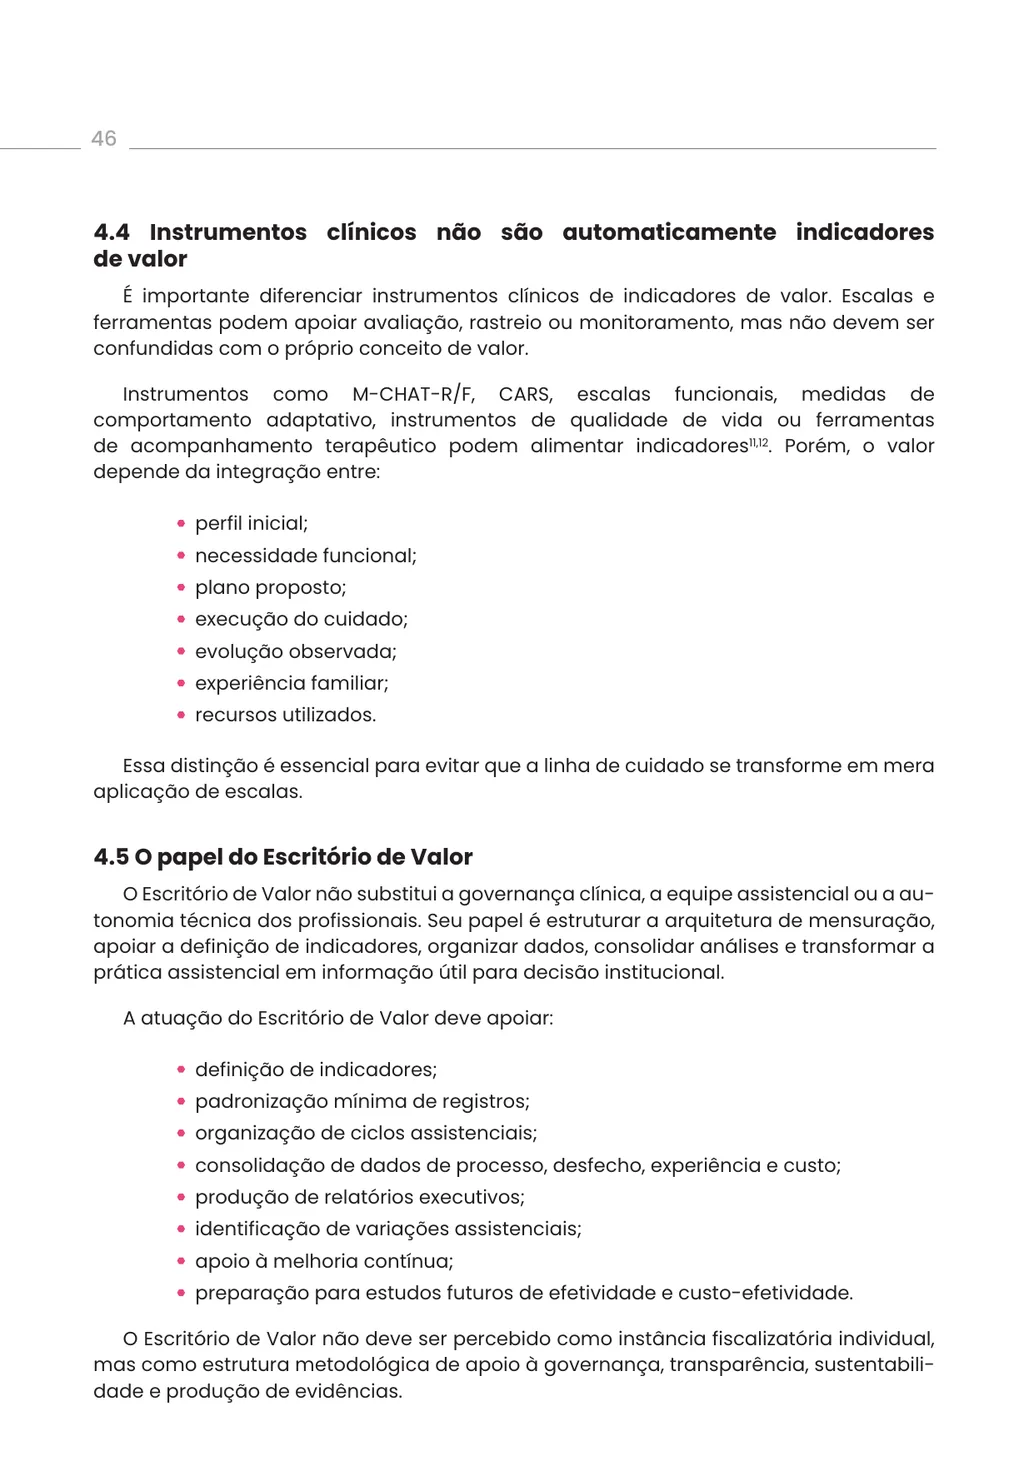 46
4.4 Instrumentos clínicos não são automaticamente indicadores
de valor
É importante diferenciar instrumentos clínicos de indicadores de valor. Escalas e
ferramentas podem apoiar avaliação, rastreio ou monitoramento, mas não devem ser
confundidas com o próprio conceito de valor.
Instrumentos como M-CHAT-R/F, CARS, escalas funcionais, medidas de
comportamento adaptativo, instrumentos de qualidade de vida ou ferramentas
de acompanhamento terapêutico podem alimentar indicadores¹¹,¹². Porém, o valor
depende da integração entre:
• perfil inicial;
• necessidade funcional;
• plano proposto;
• execução do cuidado;
• evolução observada;
• experiência familiar;
• recursos utilizados.
Essa distinção é essencial para evitar que a linha de cuidado se transforme em mera
aplicação de escalas.
4.5 O papel do Escritório de Valor
O Escritório de Valor não substitui a governança clínica, a equipe assistencial ou a au-
tonomia técnica dos profissionais. Seu papel é estruturar a arquitetura de mensuração,
apoiar a definição de indicadores, organizar dados, consolidar análises e transformar a
prática assistencial em informação útil para decisão institucional.
A atuação do Escritório de Valor deve apoiar:
• definição de indicadores;
• padronização mínima de registros;
• organização de ciclos assistenciais;
• consolidação de dados de processo, desfecho, experiência e custo;
• produção de relatórios executivos;
• identificação de variações assistenciais;
• apoio à melhoria contínua;
• preparação para estudos futuros de efetividade e custo-efetividade.
O Escritório de Valor não deve ser percebido como instância fiscalizatória individual,
mas como estrutura metodológica de apoio à governança, transparência, sustentabili-
dade e produção de evidências.